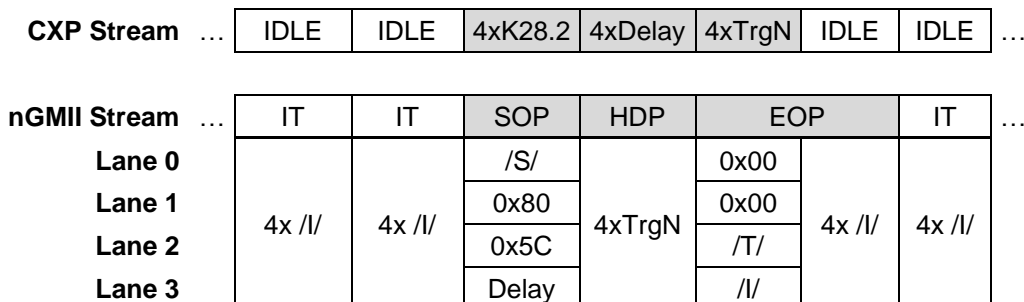 CXP Stream … IDLE IDLE 4xK28.2 4xDelay 4xTrgN IDLE IDLE …
nGMII Stream … IT IT SOP HDP EOP IT …
Lane 0 /S/ 0x00
Lane 1 0x80 0x00
4x /I/ 4x /I/ 4xTrgN 4x /I/ 4x /I/
Lane 2 0x5C /T/
Lane 3 Delay /I/